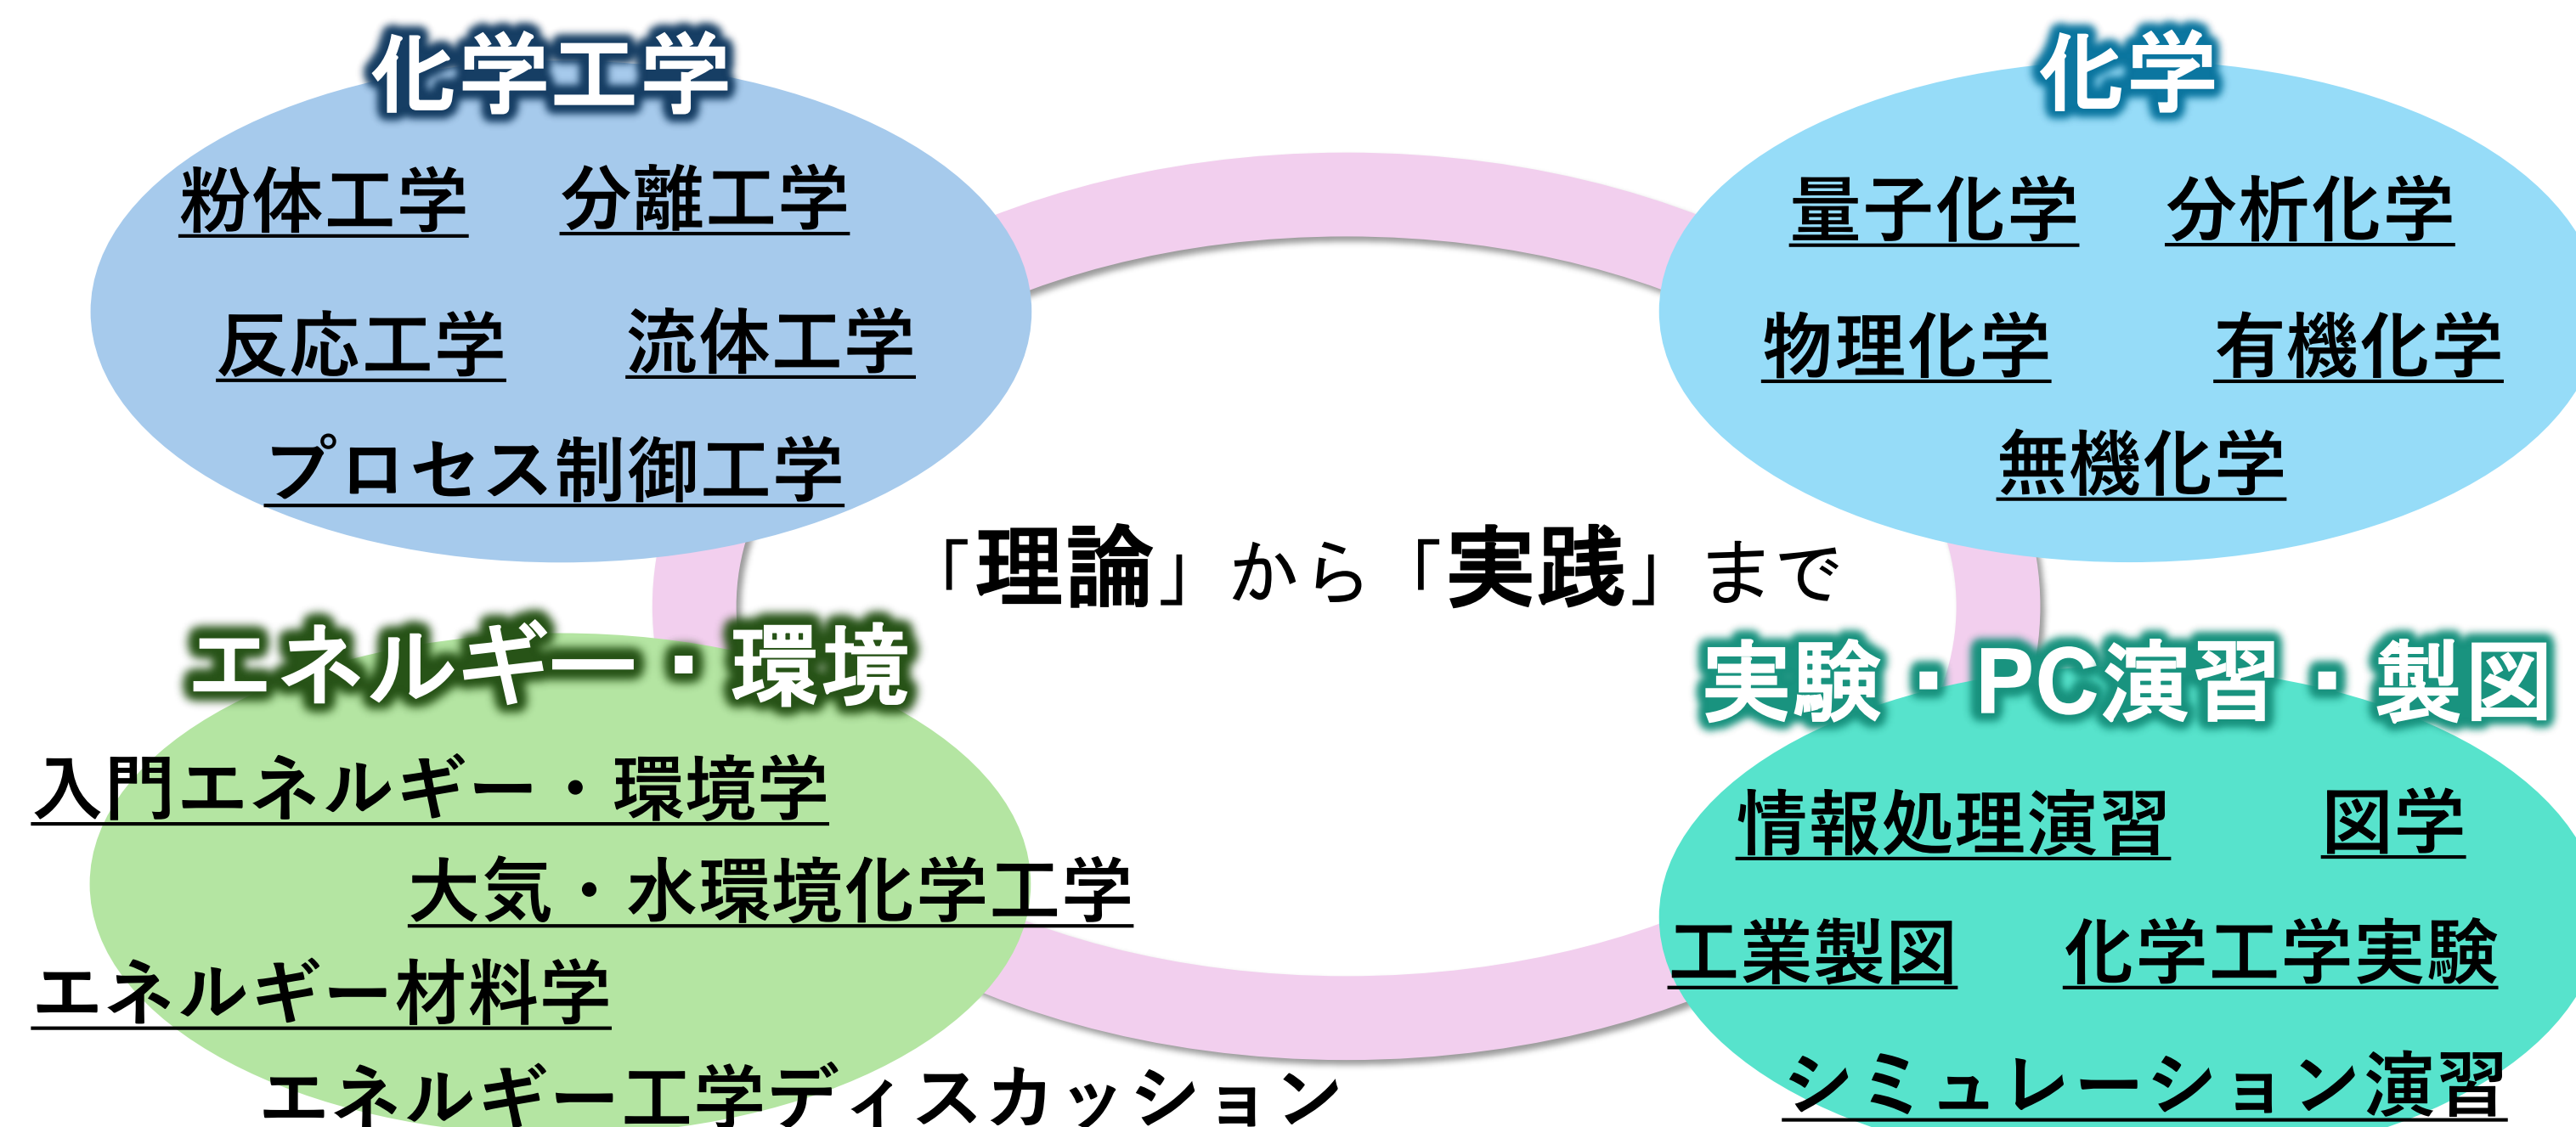 化学工学
粉体工学 分離工学
反応工学 流体工学
プロセス制御工学
化学
量子化学 分析化学
物理化学 有機化学
無機化学
「理論」から「実践」まで
エネルギー・環境
入門エネルギー・環境学
大気・水環境化学工学
エネルギー材料学
エネルギー工学ディスカッション
実験・PC演習・製図
情報処理演習 図学
工業製図 化学工学実験
シミュレーション演習